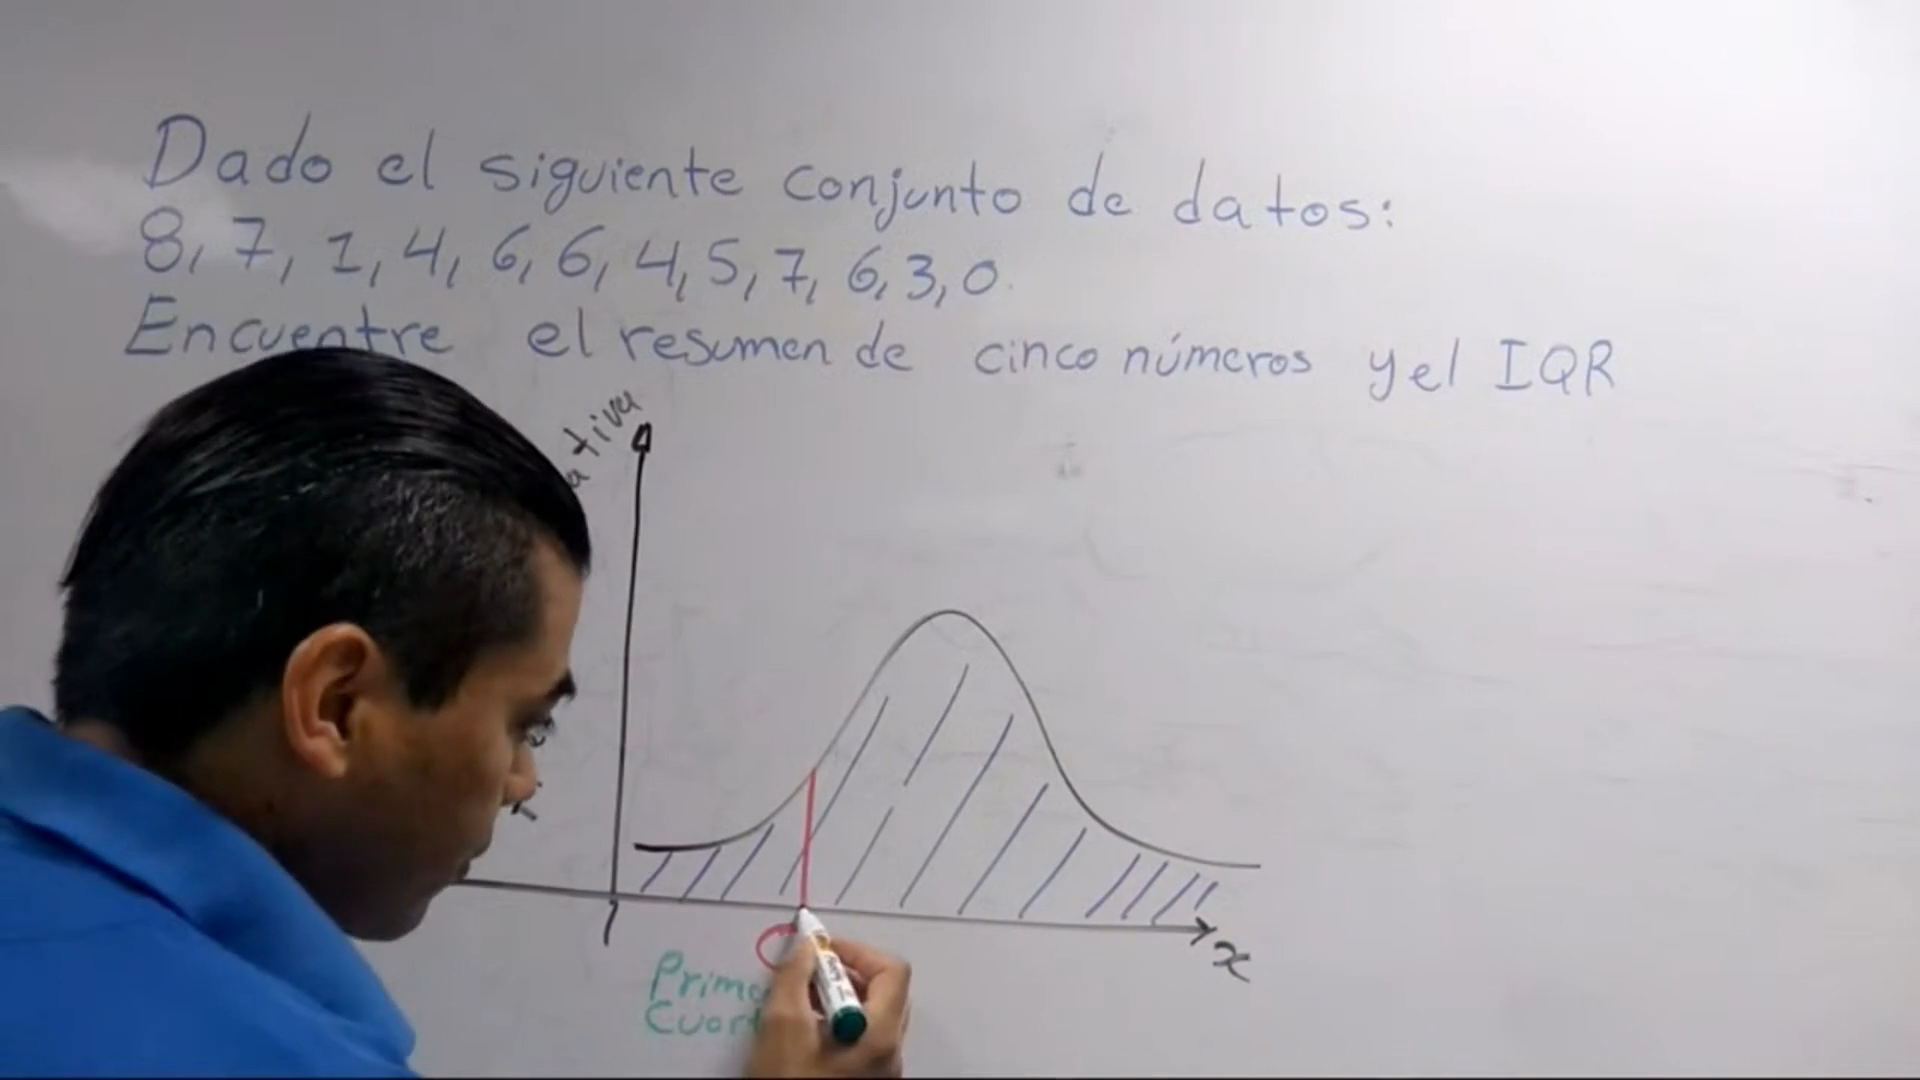 Dado el siguiente conjunto de datos:
8, 7, 1, 4, 6, 6, 4, 5, 7, 6, 3, 0.
Encuentre el resumen de cinco números y el IQR
x